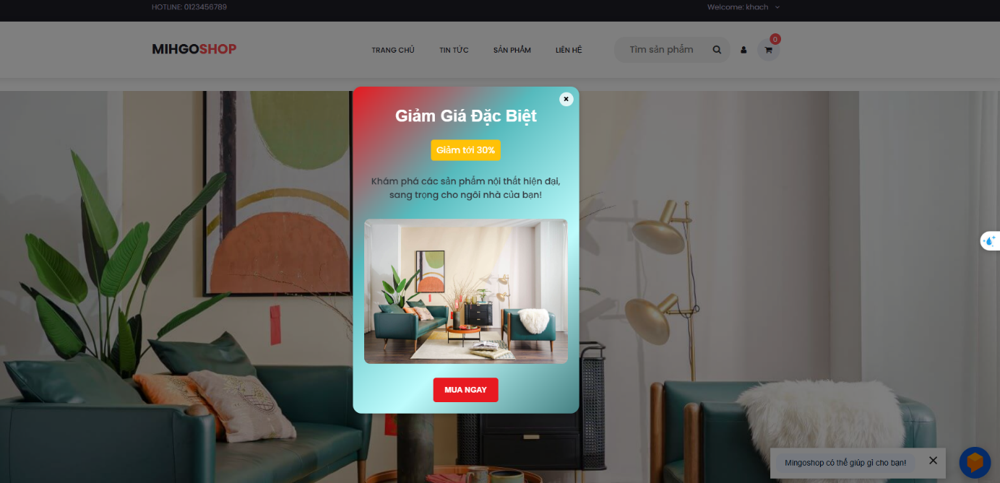 HOTLINE: 0123456789
Welcome: khach
MIHGOSHOP
TRANG CHỦ
TIN TỨC
SẢN PHẨM
LIÊN HỆ
Tìm sản phẩm
0
Giảm Giá Đặc Biệt
Giảm tới 30%
Khám phá các sản phẩm nội thất hiện đại,
sang trọng cho ngôi nhà của bạn!
MUA NGAY
Mingoshop có thể giúp gì cho bạn!